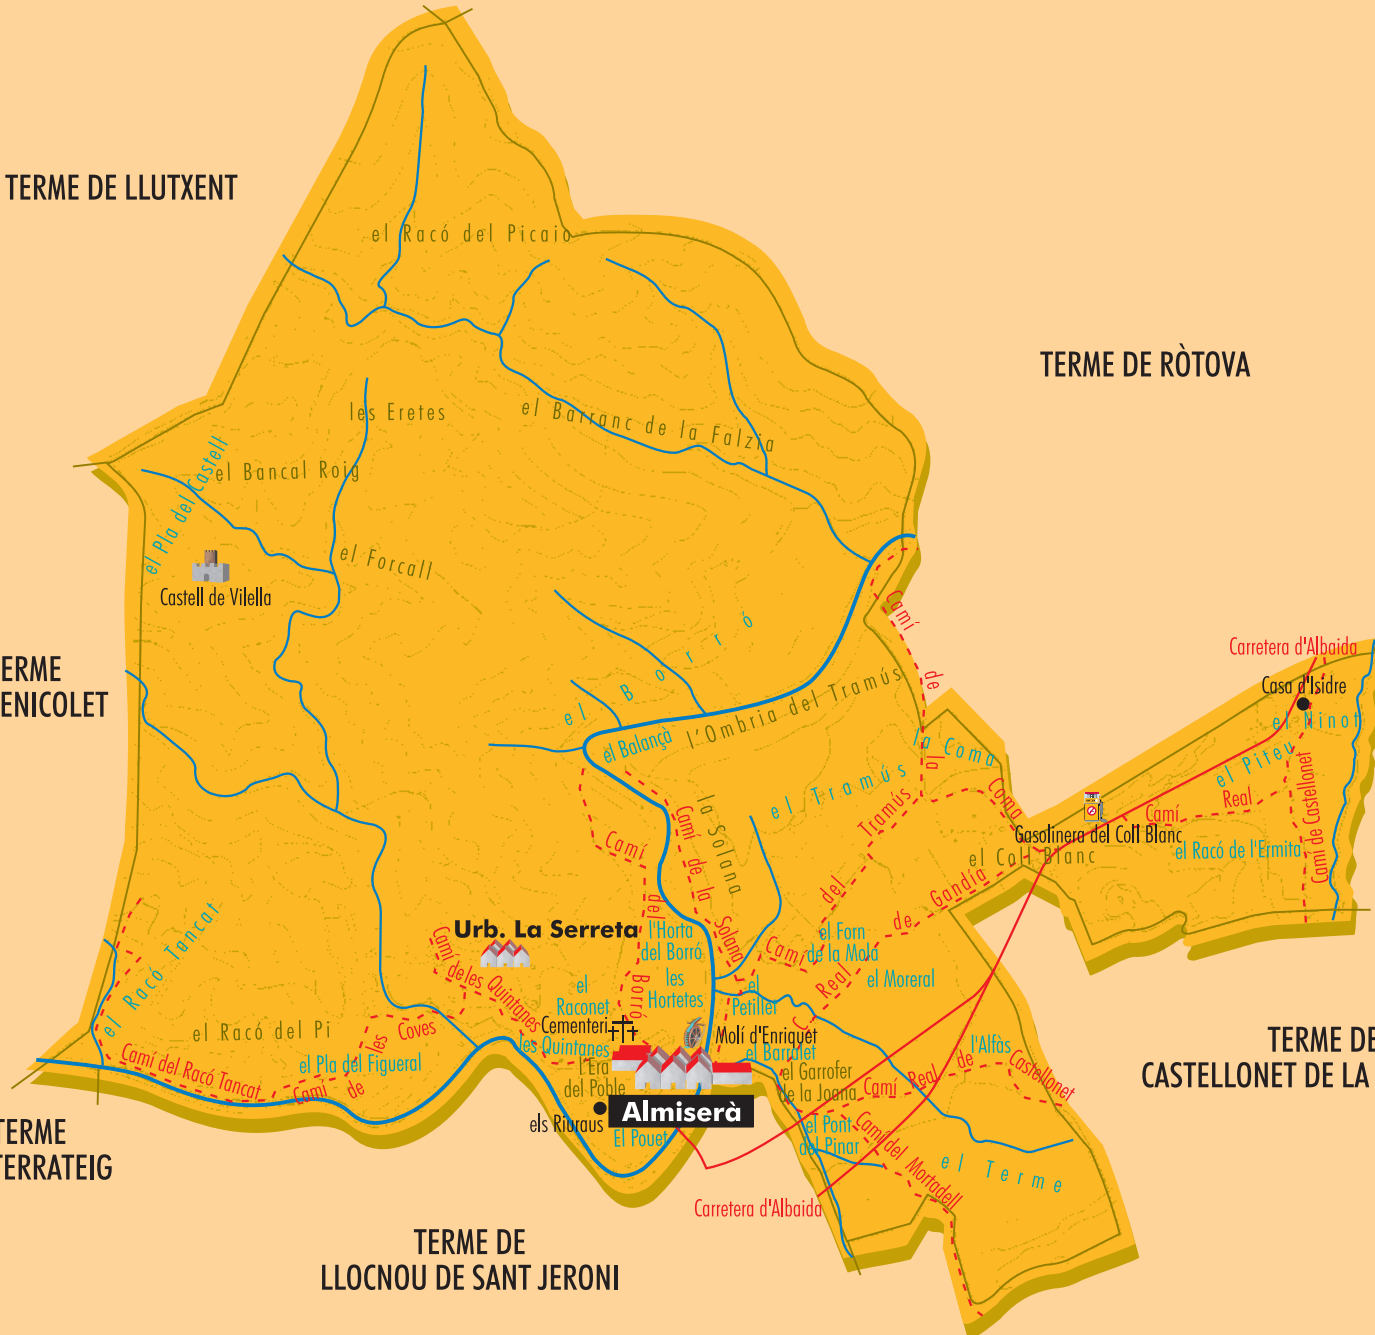 TERME DE LLUTXENT
el Racó del Picaio
TERME DE RÒTOVA
les Eretes
el Barranc de la Falzia
el Pla del Castell
el Bancal Roig
el Forcall
Castell de Vilella
ERME
ENICOLET
el Borró
Camí de la Coma
Carretera d'Albaida
Casa d'Isidre
el Ninot
l'Ombria del Tramús
el Balançà
la Coma
el Piteu
el Tramús
la Solana
Camí del Tramús
Gasolinera del Coll Blanc
Camí Real
Camí de Castellonet
el Racó de l'Ermita
el Coll Blanc
Camí de la Solana
Camí del Borró
Camí Real de Gandia
Urb. La Serreta
l'Horta
del Borró
el Forn
de la Mola
el Moreral
les
Hortetes
el
Raconet
el
Petiller
Camí de les Quintanes
el Racó Tancat
el Racó del Pi
Cementeri
les Quintanes
Molí d'Enriquet
el Barralet
l'Alfàs
TERME DE
CASTELLONET DE LA
Camí de les Coves
el Pla del Figueral
Camí del Racó Tancat
l'Era
del Poble
el Garrofer
de la Joana
Camí Real de Castellonet
els Riuraus
Almiserà
El Pouet
el Pont
del Pinar
Camí del Mortadell
el Terme
TERME
TERRATEIG
Carretera d'Albaida
TERME DE
LLOCNOU DE SANT JERONI